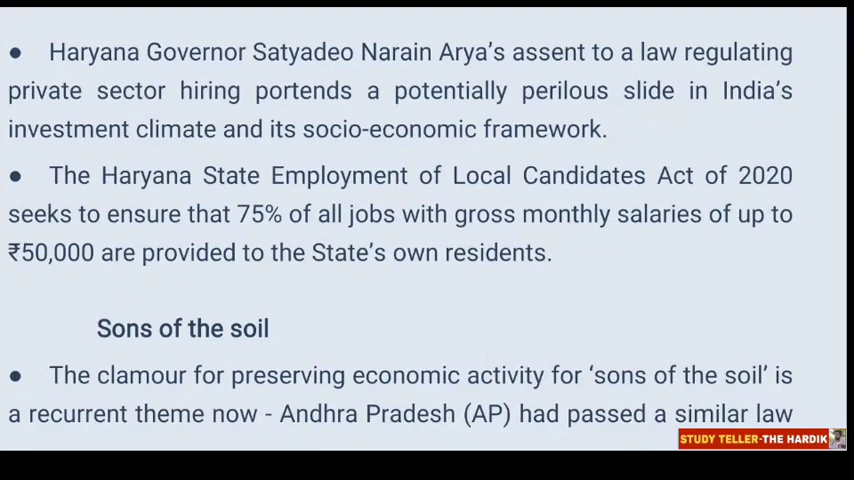 ● Haryana Governor Satyadeo Narain Arya's assent to a law regulating
private sector hiring portends a potentially perilous slide in India's
investment climate and its socio-economic framework.
● The Haryana State Employment of Local Candidates Act of 2020
seeks to ensure that 75% of all jobs with gross monthly salaries of up to
₹50,000 are provided to the State's own residents.
Sons of the soil
● The clamour for preserving economic activity for ‘sons of the soil’ is
a recurrent theme now - Andhra Pradesh (AP) had passed a similar law
STUDY TELLER-THE HARDIK